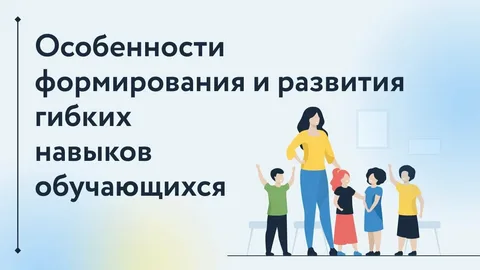 Особенности
формирования и развития
гибких
навыков
обучающихся